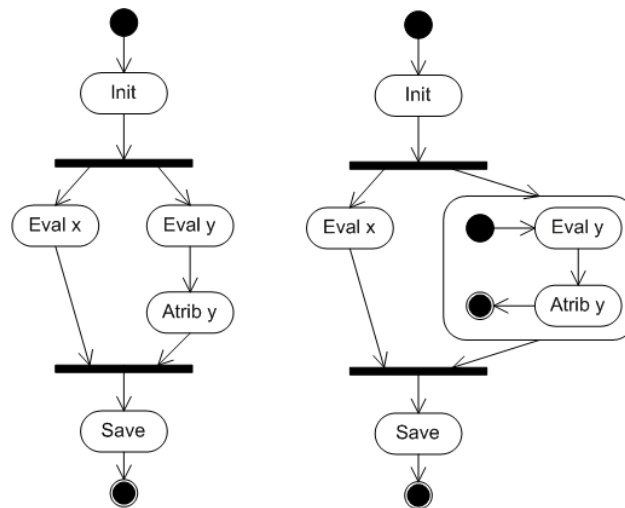 Init
Eval x
Eval y
Atrib y
Save
Init
Eval x
Eval y
Atrib y
Save